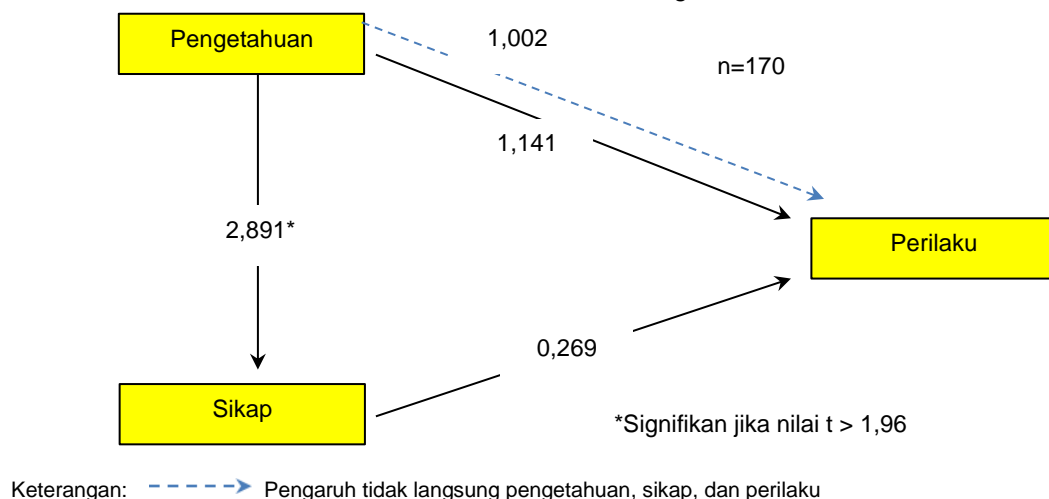 Pengetahuan
1,002
n=170
1,141
2,891*
Perilaku
0,269
Sikap
*Signifikan jika nilai t > 1,96
Keterangan: Pengaruh tidak langsung pengetahuan, sikap, dan perilaku